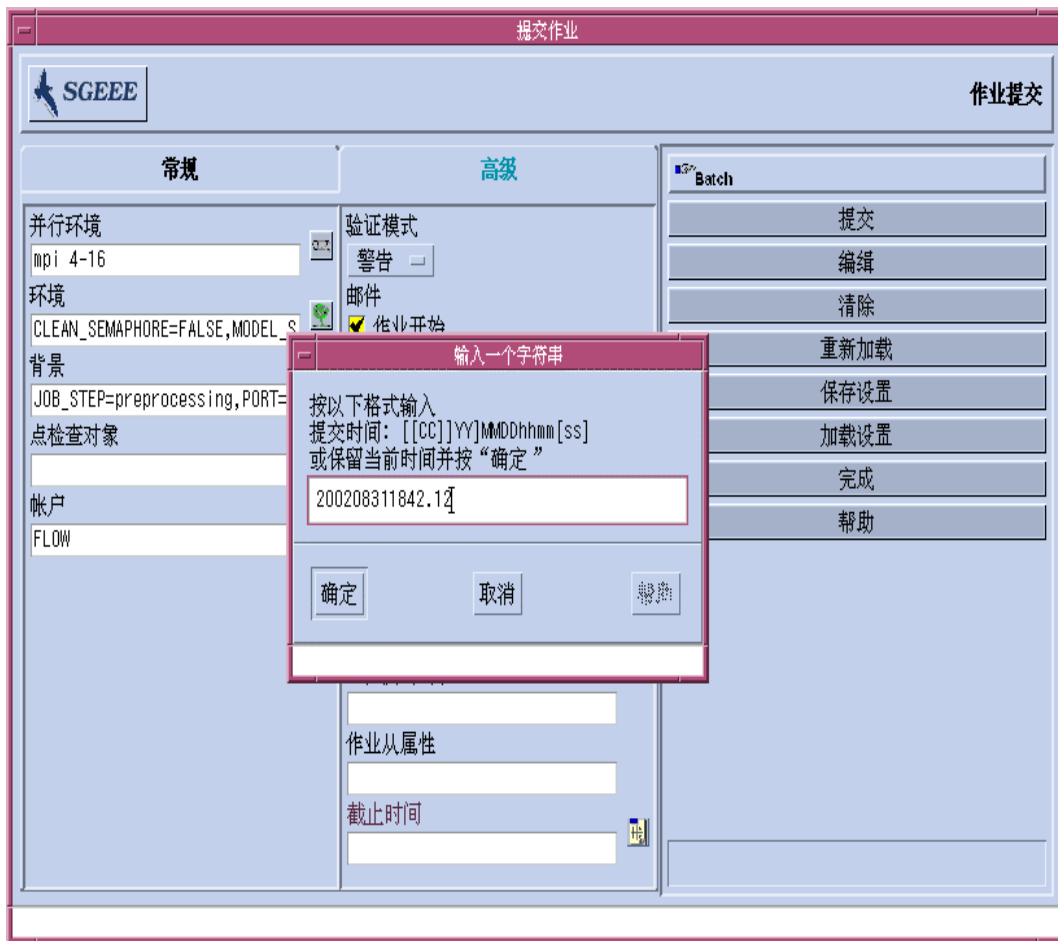 提交作业
SGEEE
作业提交
常规
高级
并行环境
mpi 4-16
环境
CLEAN_SEMAPHORE=FALSE,MODEL_S
背景
JOB_STEP=preprocessing,PORT=
点检查对象
帐户
FLOW
验证模式
警告
邮件
作业开始
作业从属性
截止时间
Batch
提交
编缉
清除
重新加载
保存设置
加载设置
完成
帮助
输入一个字符串
按以下格式输入
提交时间: [[CC]]YY]MMDDhhmm[ss]
或保留当前时间并按“确定 ”
200208311842.12
确定
取消